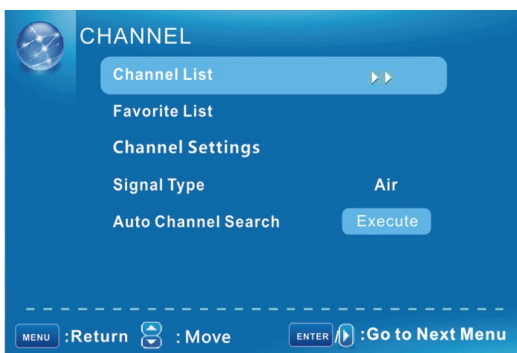 CHANNEL
Channel List
Favorite List
Channel Settings
Signal Type Air
Auto Channel Search Execute
MENU :Return : Move ENTER / :Go to Next Menu